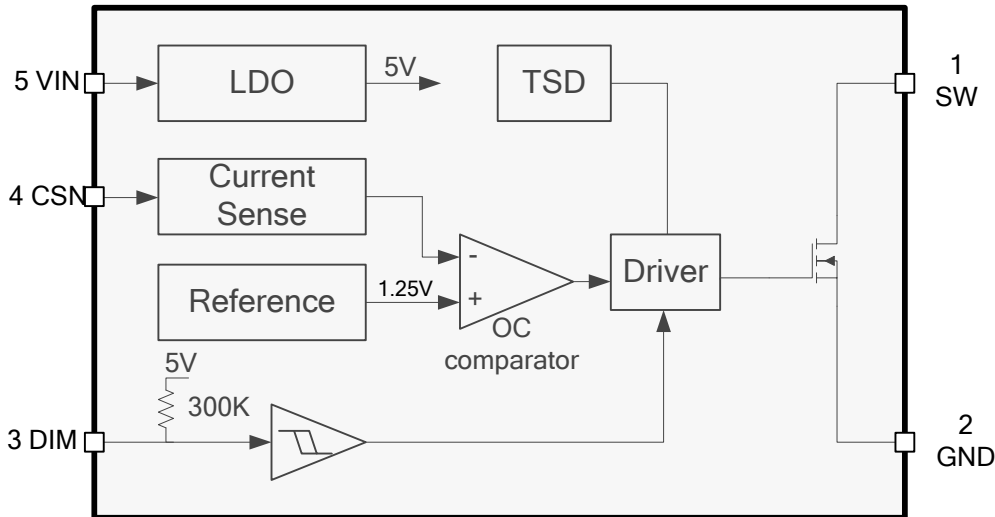 5 VIN
LDO
5V
TSD
1
SW
4 CSN
Current
Sense
-
Driver
Reference
1.25V
+
OC
comparator
5V
300K
3 DIM
2
GND